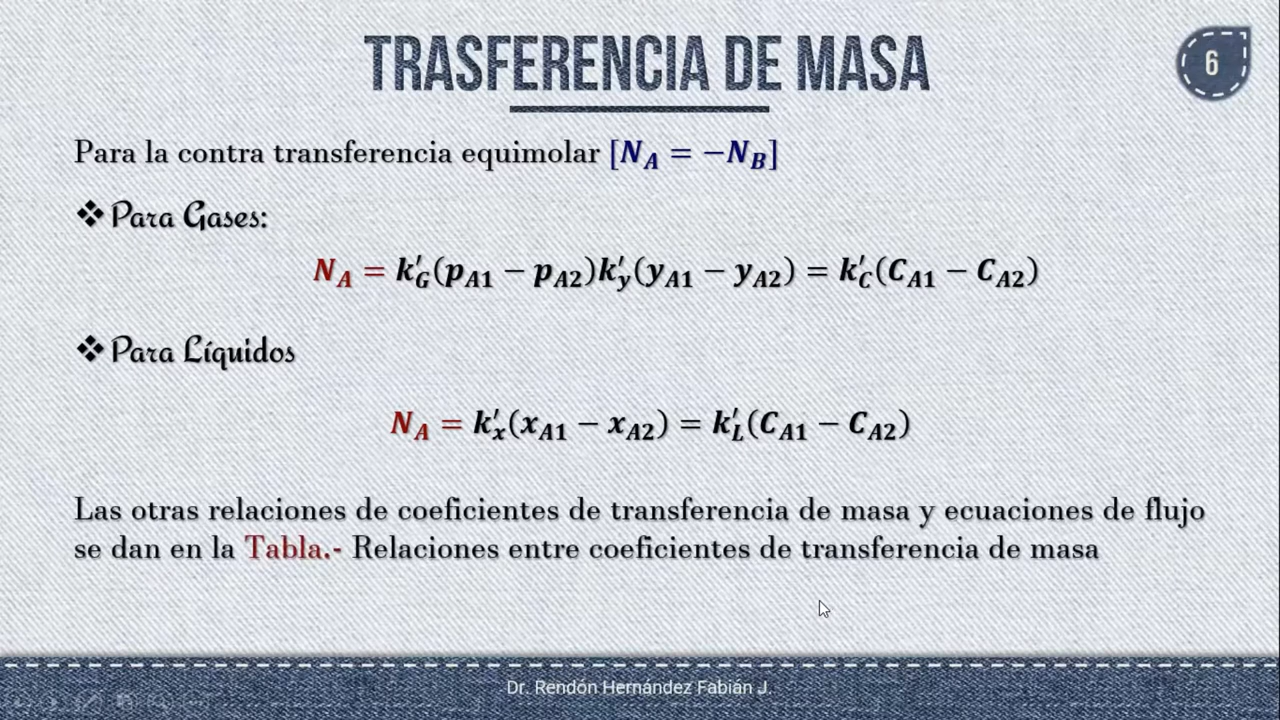 TRASFERENCIA DE MASA
6
Para la contra transferencia equimolar [N_A = −N_B]
❖Para Gases:
N_A = k′_G(p_A1 − p_A2)k′_y(y_A1 − y_A2) = k′_C(C_A1 − C_A2)
❖Para Líquidos
N_A = k′_x(x_A1 − x_A2) = k′_L(C_A1 − C_A2)
Las otras relaciones de coeficientes de transferencia de masa y ecuaciones de flujo
se dan en la Tabla.- Relaciones entre coeficientes de transferencia de masa
Dr. Rendón Hernández Fabián J.